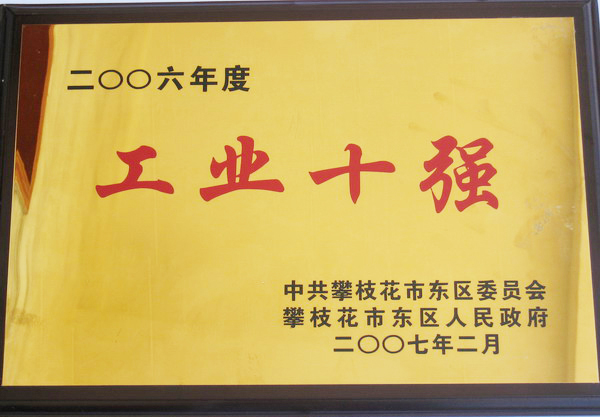 二〇〇六年度
工业十强
中共攀枝花市东区委员会
攀枝花市东区人民政府
二〇〇七年二月